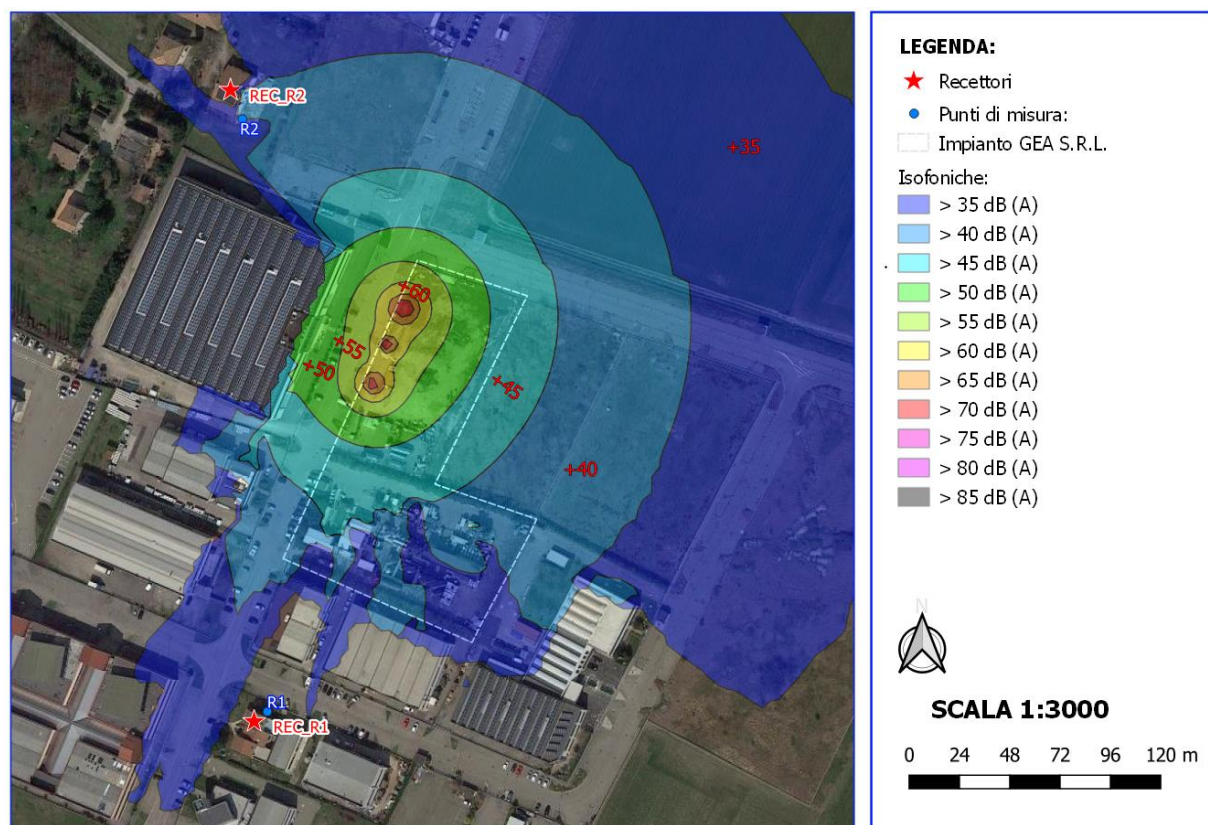 REC_R2
R2
+35
+60
+55
+50
+45
+40
R1
REC_R1
LEGENDA:
Recettori
Punti di misura:
Impianto GEA S.R.L.
Isofoniche:
> 35 dB (A)
> 40 dB (A)
> 45 dB (A)
> 50 dB (A)
> 55 dB (A)
> 60 dB (A)
> 65 dB (A)
> 70 dB (A)
> 75 dB (A)
> 80 dB (A)
> 85 dB (A)
N
SCALA 1:3000
0 24 48 72 96 120 m